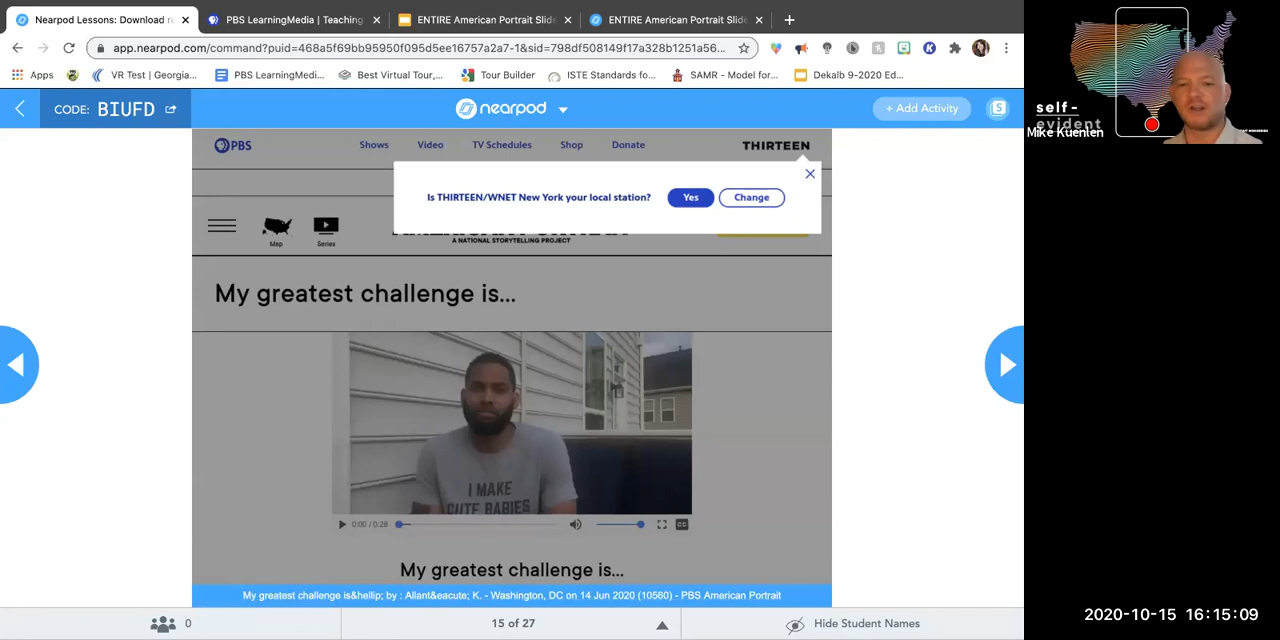 Nearpod Lessons: Download re
PBS LearningMedia | Teaching
ENTIRE American Portrait Slide
ENTIRE American Portrait Slide
app.nearpod.com/command?puid=468a5f69bb95950f095d5ee16757a2a7-1&sid=798df508149f17a328b1251a56...
Apps
VR Test | Georgia...
PBS LearningMedi...
Best Virtual Tour,...
Tour Builder
ISTE Standards fo...
SAMR - Model for...
Dekalb 9-2020 Ed...
CODE: BIUFD
nearpod
+ Add Activity
PBS
Shows
Video
TV Schedules
Shop
Donate
THIRTEEN
Is THIRTEEN/WNET New York your local station?
Yes
Change
Map
Series
A NATIONAL STORYTELLING PROJECT
My greatest challenge is...
I MAKE
CUTE BABIES
0:00 / 0:28
CC
My greatest challenge is...
My greatest challenge is&hellip; by : Allant&eacute; K. - Washington, DC on 14 Jun 2020 (10560) - PBS American Portrait
0
15 of 27
Hide Student Names
self-
evident
Mike Kuenlen
2020-10-15 16:15:09